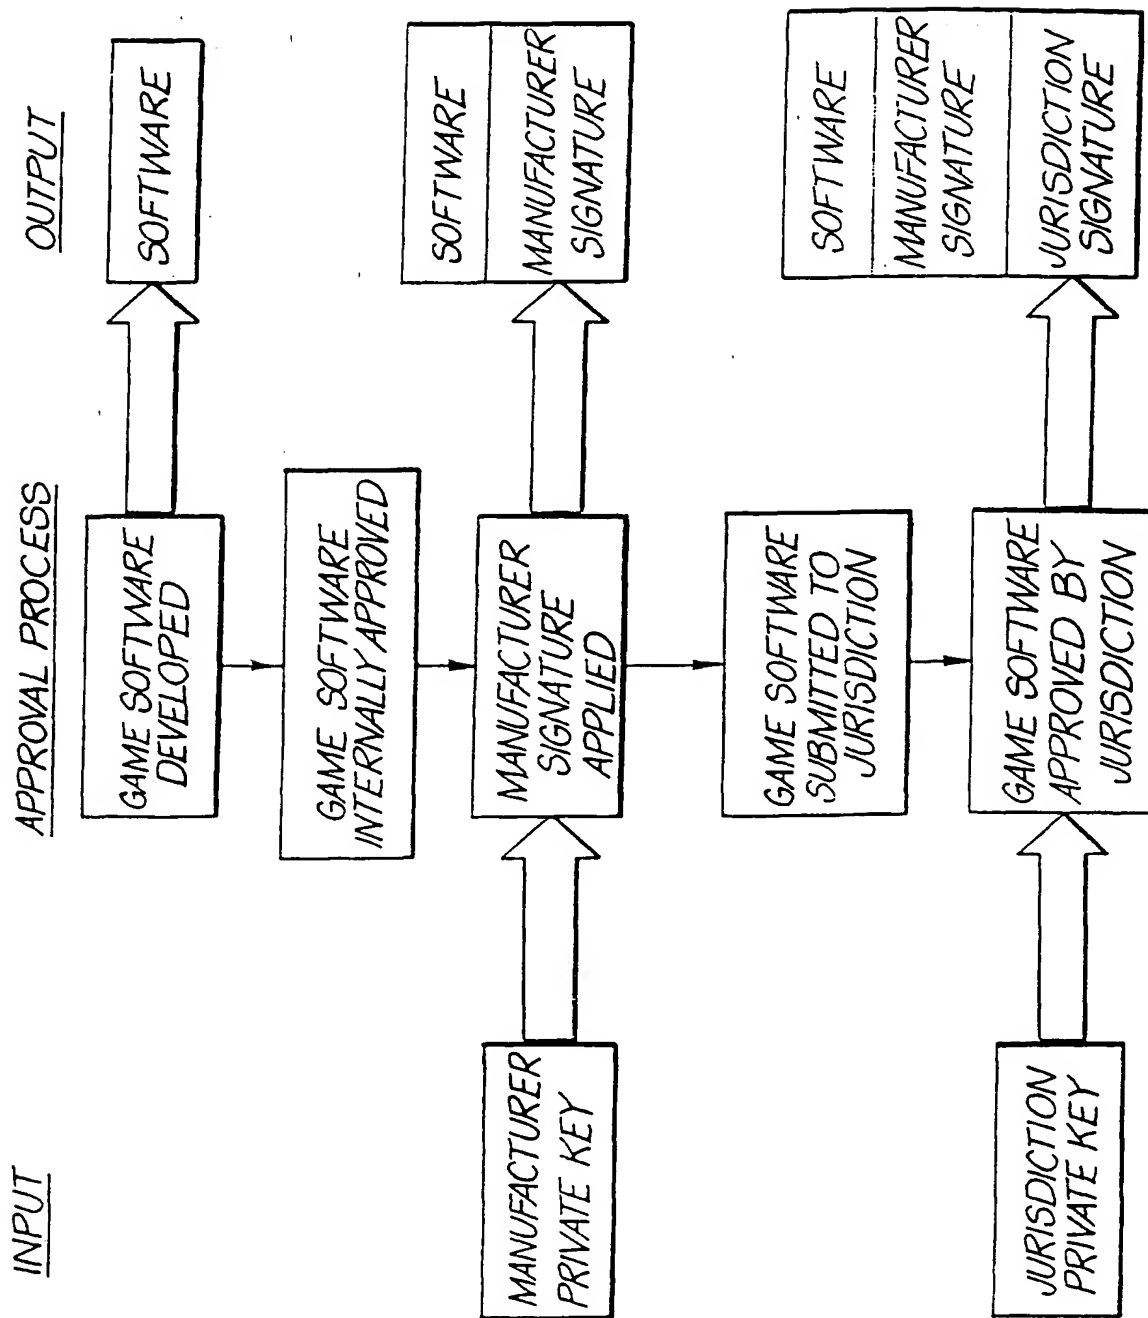 INPUT
APPROVAL PROCESS
OUTPUT
GAME SOFTWARE
DEVELOPED
SOFTWARE
GAME SOFTWARE
INTERNALLY APPROVED
MANUFACTURER
PRIVATE KEY
MANUFACTURER
SIGNATURE
APPLIED
SOFTWARE
MANUFACTURER
SIGNATURE
GAME SOFTWARE
SUBMITTED TO
JURISDICTION
JURISDICTION
PRIVATE KEY
GAME SOFTWARE
APPROVED BY
JURISDICTION
SOFTWARE
MANUFACTURER
SIGNATURE
JURISDICTION
SIGNATURE